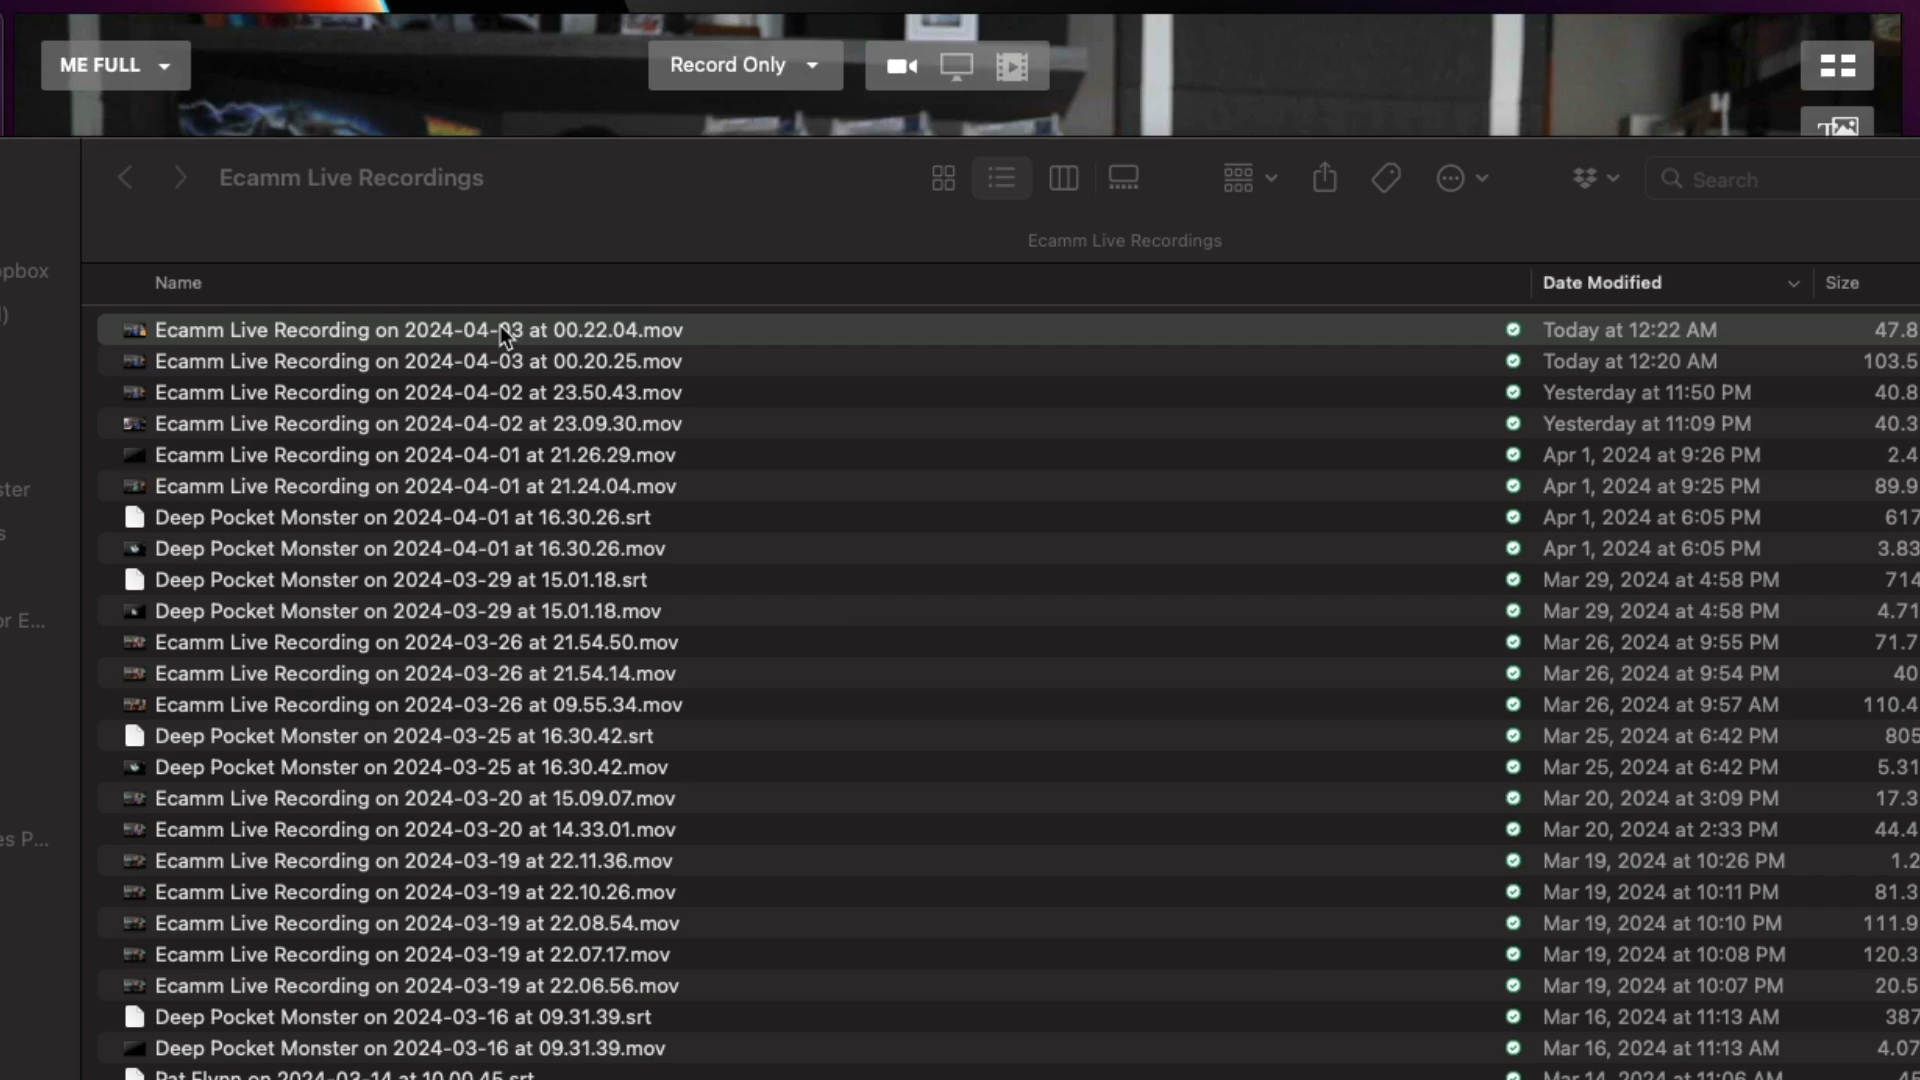 ME FULL
Record Only
Ecamm Live Recordings
Search
Ecamm Live Recordings
opbox
Name Date Modified Size
)
Ecamm Live Recording on 2024-04-03 at 00.22.04.mov Today at 12:22 AM 47.8
Ecamm Live Recording on 2024-04-03 at 00.20.25.mov Today at 12:20 AM 103.5
Ecamm Live Recording on 2024-04-02 at 23.50.43.mov Yesterday at 11:50 PM 40.8
Ecamm Live Recording on 2024-04-02 at 23.09.30.mov Yesterday at 11:09 PM 40.3
Ecamm Live Recording on 2024-04-01 at 21.26.29.mov Apr 1, 2024 at 9:26 PM 2.4
ster
Ecamm Live Recording on 2024-04-01 at 21.24.04.mov Apr 1, 2024 at 9:25 PM 89.9
Deep Pocket Monster on 2024-04-01 at 16.30.26.srt Apr 1, 2024 at 6:05 PM 617
s
Deep Pocket Monster on 2024-04-01 at 16.30.26.mov Apr 1, 2024 at 6:05 PM 3.83
Deep Pocket Monster on 2024-03-29 at 15.01.18.srt Mar 29, 2024 at 4:58 PM 714
Deep Pocket Monster on 2024-03-29 at 15.01.18.mov Mar 29, 2024 at 4:58 PM 4.71
or E...
Ecamm Live Recording on 2024-03-26 at 21.54.50.mov Mar 26, 2024 at 9:55 PM 71.7
Ecamm Live Recording on 2024-03-26 at 21.54.14.mov Mar 26, 2024 at 9:54 PM 40
Ecamm Live Recording on 2024-03-26 at 09.55.34.mov Mar 26, 2024 at 9:57 AM 110.4
Deep Pocket Monster on 2024-03-25 at 16.30.42.srt Mar 25, 2024 at 6:42 PM 805
Deep Pocket Monster on 2024-03-25 at 16.30.42.mov Mar 25, 2024 at 6:42 PM 5.31
Ecamm Live Recording on 2024-03-20 at 15.09.07.mov Mar 20, 2024 at 3:09 PM 17.3
Ecamm Live Recording on 2024-03-20 at 14.33.01.mov Mar 20, 2024 at 2:33 PM 44.4
es P...
Ecamm Live Recording on 2024-03-19 at 22.11.36.mov Mar 19, 2024 at 10:26 PM 1.2
Ecamm Live Recording on 2024-03-19 at 22.10.26.mov Mar 19, 2024 at 10:11 PM 81.3
Ecamm Live Recording on 2024-03-19 at 22.08.54.mov Mar 19, 2024 at 10:10 PM 111.9
Ecamm Live Recording on 2024-03-19 at 22.07.17.mov Mar 19, 2024 at 10:08 PM 120.3
Ecamm Live Recording on 2024-03-19 at 22.06.56.mov Mar 19, 2024 at 10:07 PM 20.5
Deep Pocket Monster on 2024-03-16 at 09.31.39.srt Mar 16, 2024 at 11:13 AM 387
Deep Pocket Monster on 2024-03-16 at 09.31.39.mov Mar 16, 2024 at 11:13 AM 4.07
Pat Flynn on 2024-03-14 at 10.00.45.srt Mar 14, 2024 at 11:06 AM 45